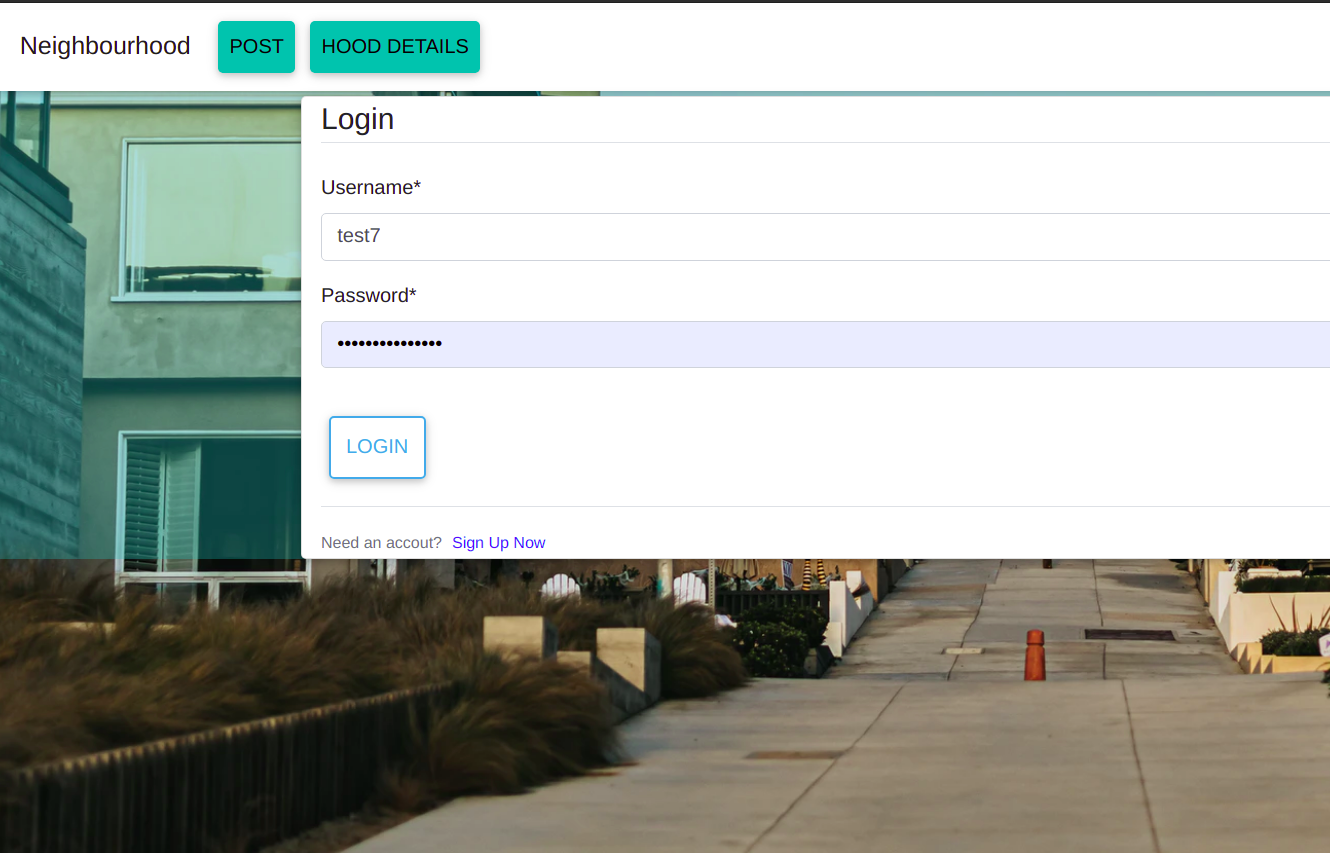 Neighbourhood POST HOOD DETAILS
Login
Username*
test7
Password*
•••••••••••••••
LOGIN
Need an accout? Sign Up Now